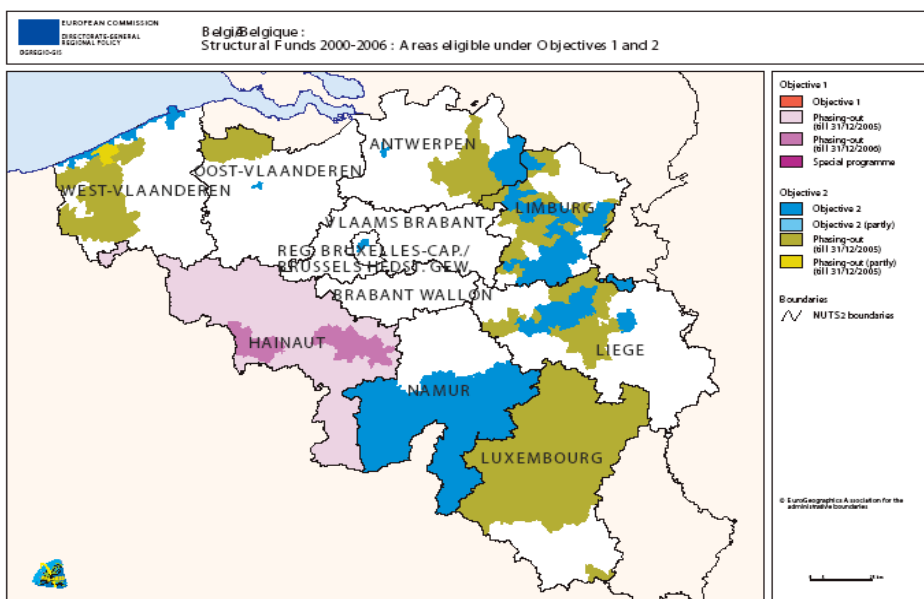 EUROPEAN COMMISSION
DIRECTORATE-GENERAL
REGIONAL POLICY
DGREGIO-GIS
België/Belgique :
Structural Funds 2000-2006 : Areas eligible under Objectives 1 and 2
ANTWERPEN
OOST-VLAANDEREN
WEST-VLAANDEREN
LIMBURG
VLAAMS BRABANT
REG. BRUXELLES-CAP./
BRUSSELS HFDST. GEW.
BRABANT WALLON
HAINAUT
LIEGE
NAMUR
LUXEMBOURG
Objective 1
Objective 1
Phasing-out
(till 31/12/2005)
Phasing-out
(till 31/12/2006)
Special programme
Objective 2
Objective 2
Objective 2 (partly)
Phasing-out
(till 31/12/2005)
Phasing-out (partly)
(till 31/12/2005)
Boundaries
NUTS2 boundaries
© EuroGeographics Association for the
administrative boundaries